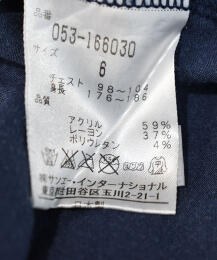 品番
053-166030
サイズ
6
チェスト 98~104
身長 176~186
品質
アクリル 59%
レーヨン 37%
ポリウレタン 4%
㈱サンエー・インターナショナル
東京都世田谷区玉川2-21-1
日本製